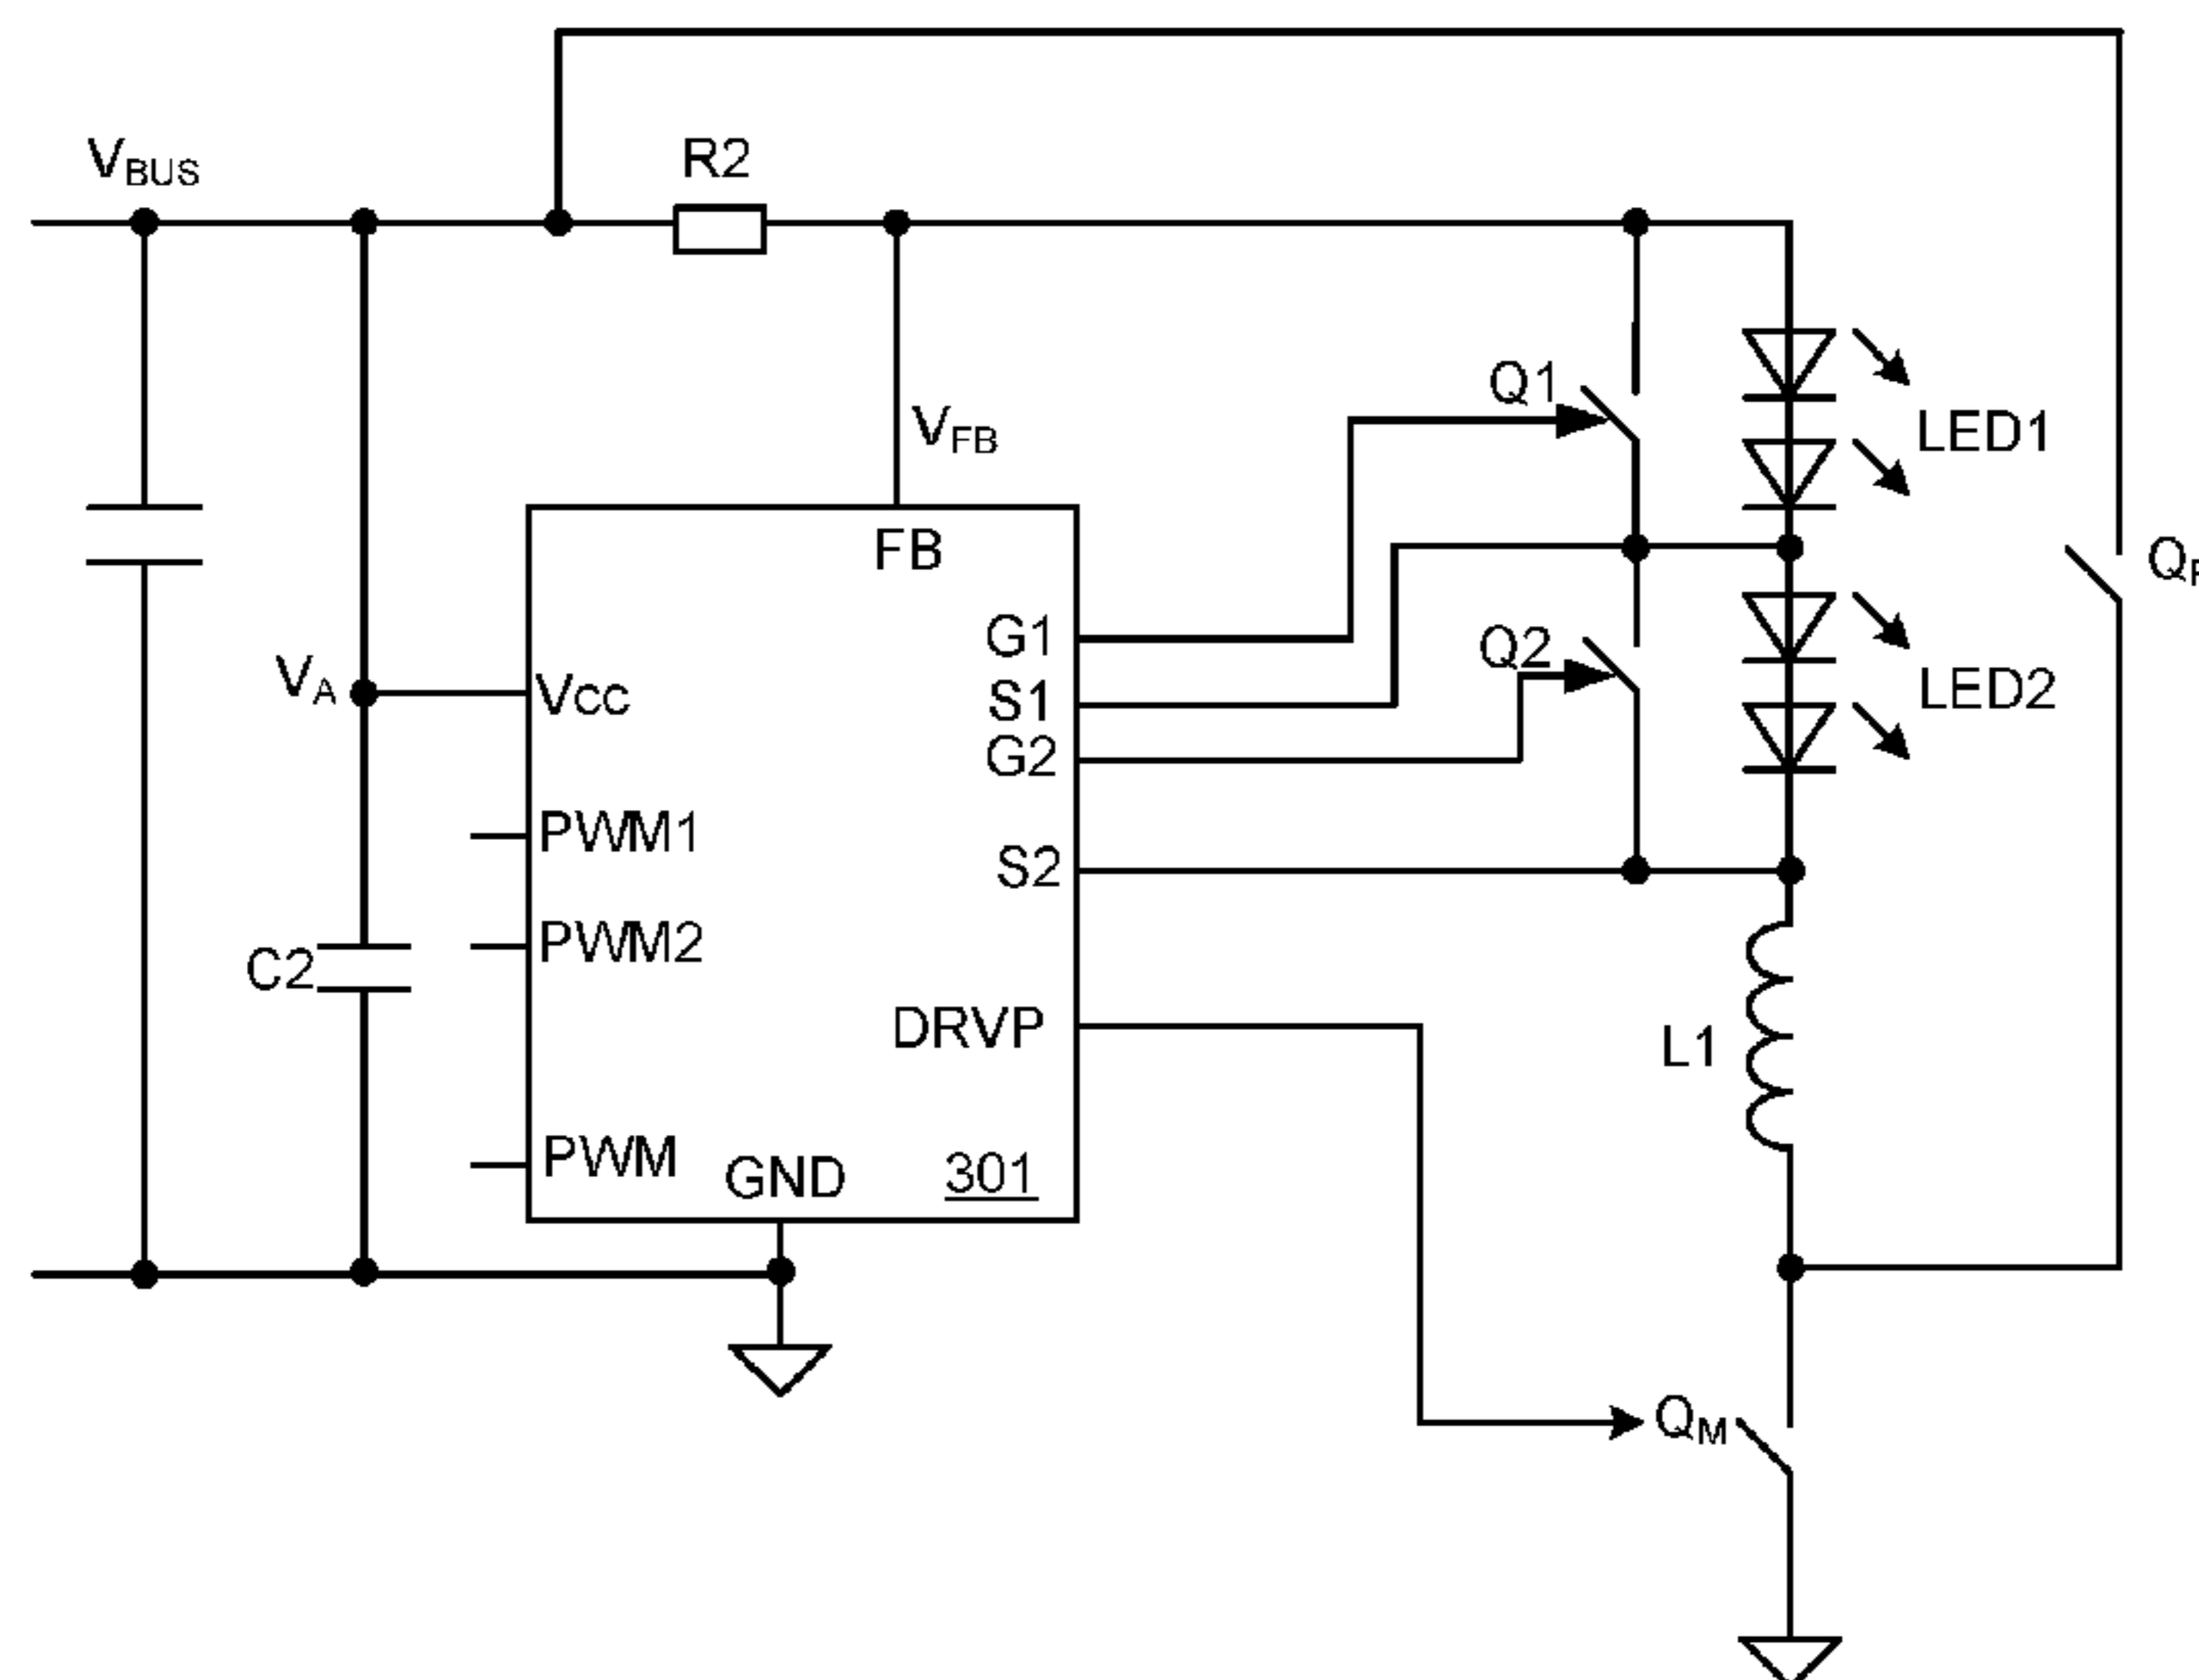 VBUS
R2
VFB
Q1
LED1
FB
G1
S1
G2
S2
DRVP
Q2
LED2
VA
VCC
PWM1
PWM2
PWM
GND
301
C2
L1
QM